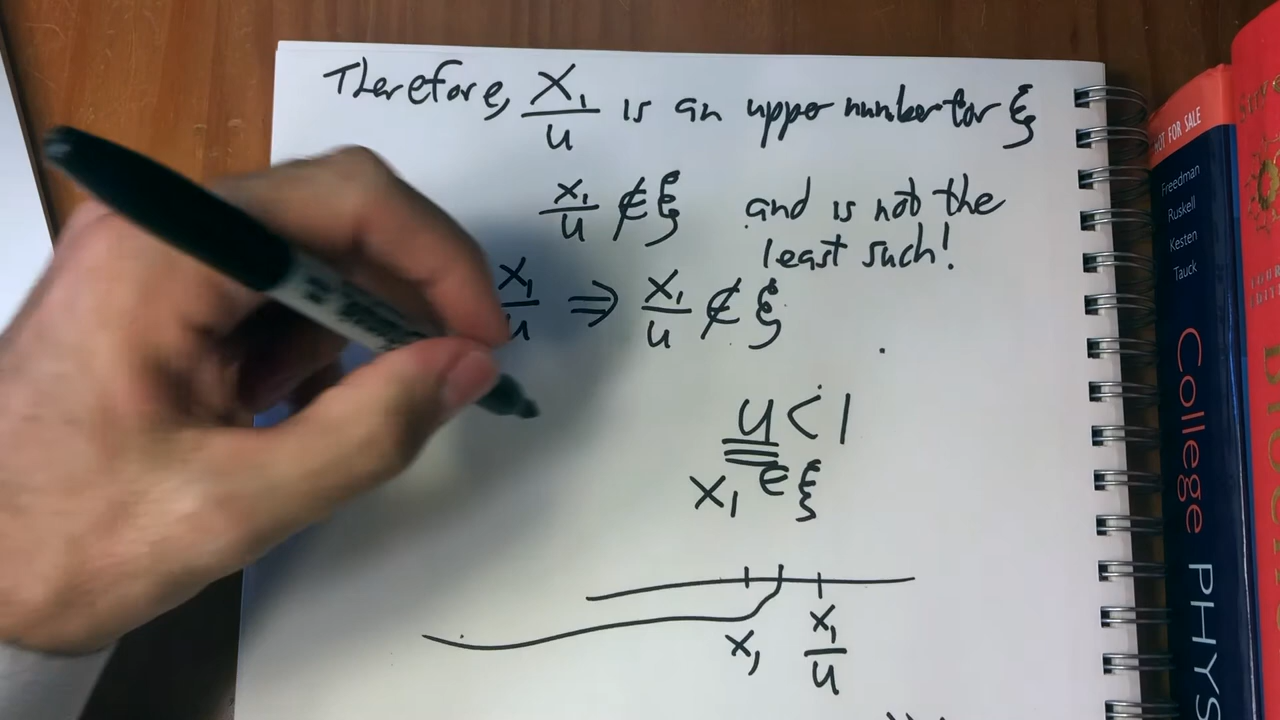 Therefore, X₁/u is an upper number for ξ
x₁/u ∉ ξ and is not the
least such!
x₁/u ⇒ x₁/u ∉ ξ
u < 1
x₁ ∈ ξ
x₁ x₁/u
NOT FOR SALE
Freedman
Ruskell
Kesten
Tauck
College PHYS